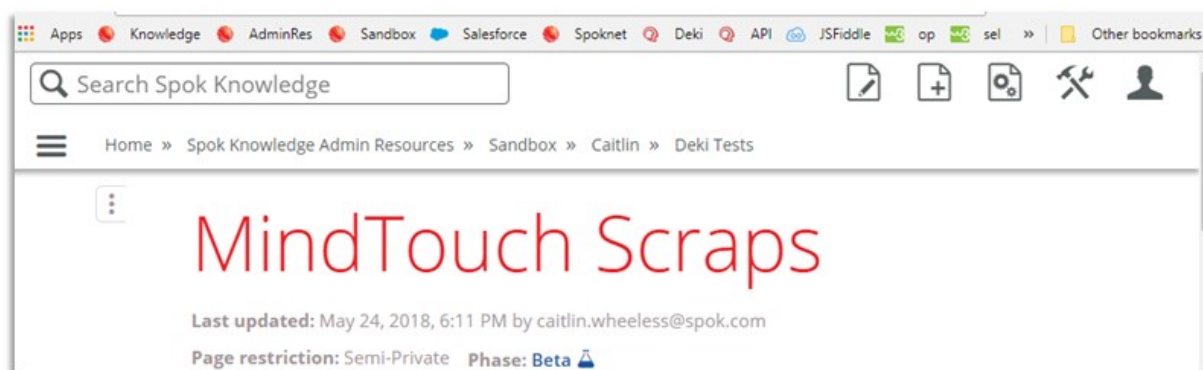 Apps Knowledge AdminRes Sandbox Salesforce Spoknet Deki API JSFiddle op sel » Other bookmarks
Search Spok Knowledge
Home » Spok Knowledge Admin Resources » Sandbox » Caitlin » Deki Tests
MindTouch Scraps
Last updated: May 24, 2018, 6:11 PM by caitlin.wheeless@spok.com
Page restriction: Semi-Private Phase: Beta